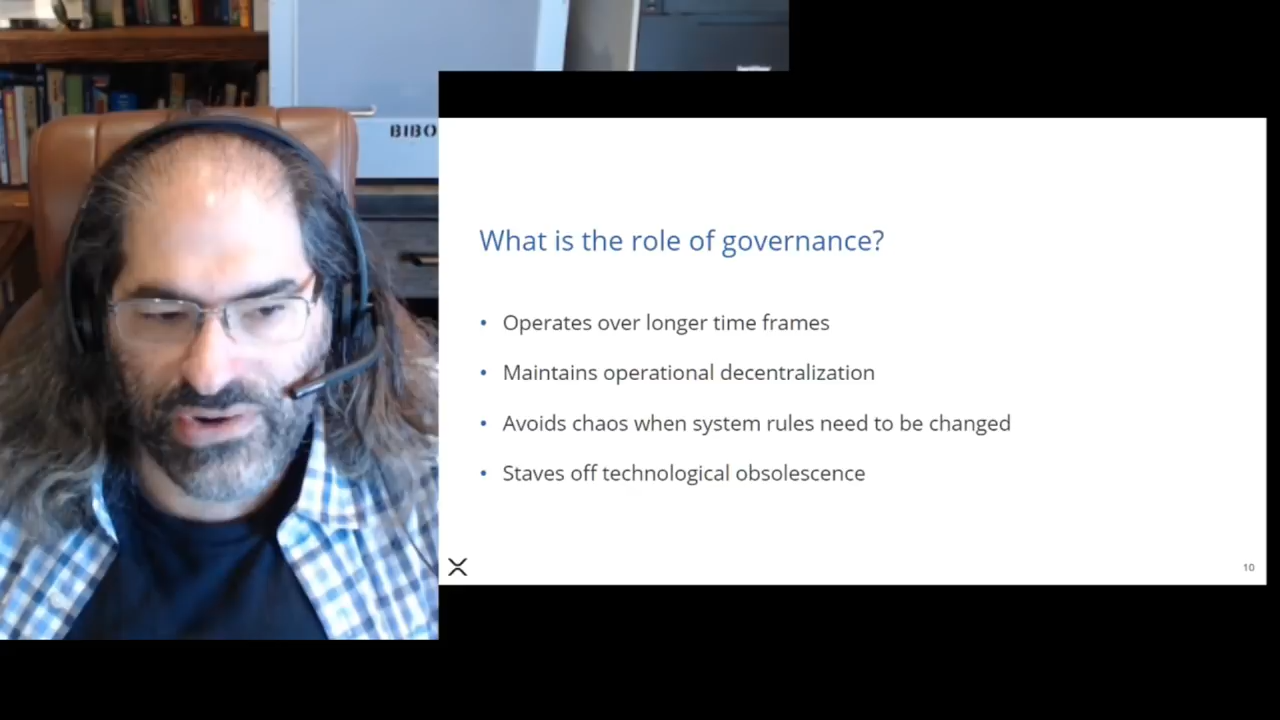 BIBO
What is the role of governance?
• Operates over longer time frames
• Maintains operational decentralization
• Avoids chaos when system rules need to be changed
• Staves off technological obsolescence
10